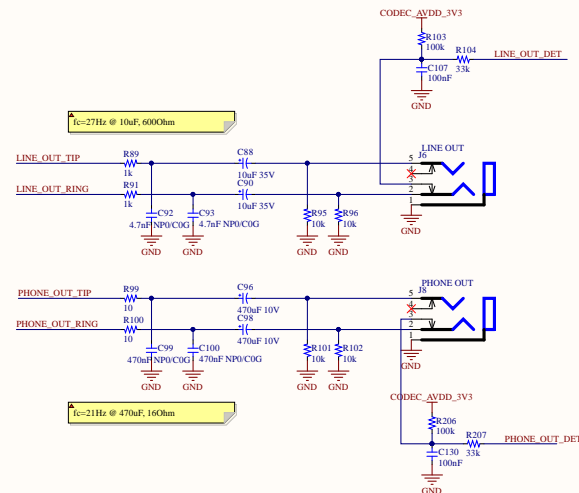 CODEC_AVDD_3V3
R103
100k
R104
33k
LINE_OUT_DET
C107
100nF
GND
fc=27Hz @ 10uF, 600Ohm
LINE OUT
J6
LINE_OUT_TIP
R89
1k
C88
10uF 35V
5
4
3
LINE_OUT_RING
R91
1k
C90
10uF 35V
2
1
C92
4.7nF NP0/C0G
C93
4.7nF NP0/C0G
R95
10k
R96
10k
GND
GND
GND
GND
GND
PHONE OUT
J8
PHONE_OUT_TIP
R99
10
C96
470uF 10V
5
4
3
PHONE_OUT_RING
R100
10
C98
470uF 10V
2
1
C99
470nF NP0/C0G
C100
470nF NP0/C0G
R101
10k
R102
10k
GND
GND
GND
GND
GND
fc=21Hz @ 470uF, 16Ohm
CODEC_AVDD_3V3
R206
100k
R207
33k
PHONE_OUT_DET
C130
100nF
GND